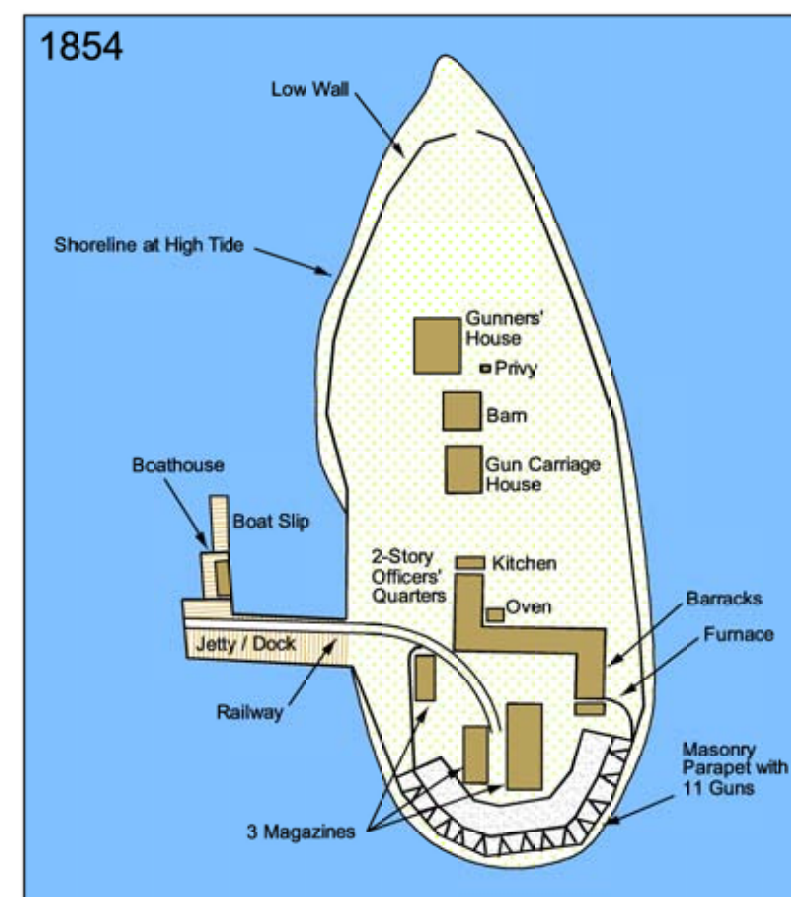 1854
Low Wall
Shoreline at High Tide
Gunners'
House
Privy
Barn
Gun Carriage
House
Boathouse
Boat Slip
2-Story
Officers'
Quarters
Kitchen
Oven
Barracks
Furnace
Jetty / Dock
Railway
Masonry
Parapet with
11 Guns
3 Magazines